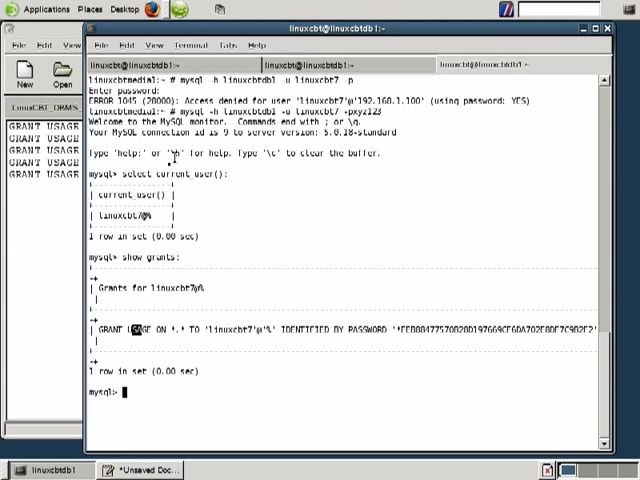 Applications Places Desktop
linuxcbt@linuxcbtdb1:~
File Edit View
File Edit View Terminal Tabs Help
linuxcbt@linuxcbtdb1:~ linuxcbt@linuxcbtdb1:~ linuxcbt@linuxcbtdb1:~
New Open
LinuxCBT_DBMS_
GRANT USAGE
GRANT USAGE
GRANT USAGE
GRANT USAGE
GRANT USAGE
linuxcbtmedia1:~ # mysql -h linuxcbtdb1 -u linuxcbt7 -p
Enter password:
ERROR 1045 (28000): Access denied for user 'linuxcbt7'@'192.168.1.100' (using password: YES)
linuxcbtmedia1:~ # mysql -h linuxcbtdb1 -u linuxcbt7 -pxyz123
Welcome to the MySQL monitor. Commands end with ; or \g.
Your MySQL connection id is 9 to server version: 5.0.18-standard
Type 'help;' or '\h' for help. Type '\c' to clear the buffer.
mysql> select current_user();
| current_user() |
| linuxcbt7@% |
1 row in set (0.00 sec)
mysql> show grants;
| Grants for linuxcbt7@%
|
| GRANT USAGE ON *.* TO 'linuxcbt7'@'%' IDENTIFIED BY PASSWORD
|
1 row in set (0.00 sec)
mysql>
linuxcbtdb1 *Unsaved Doc...